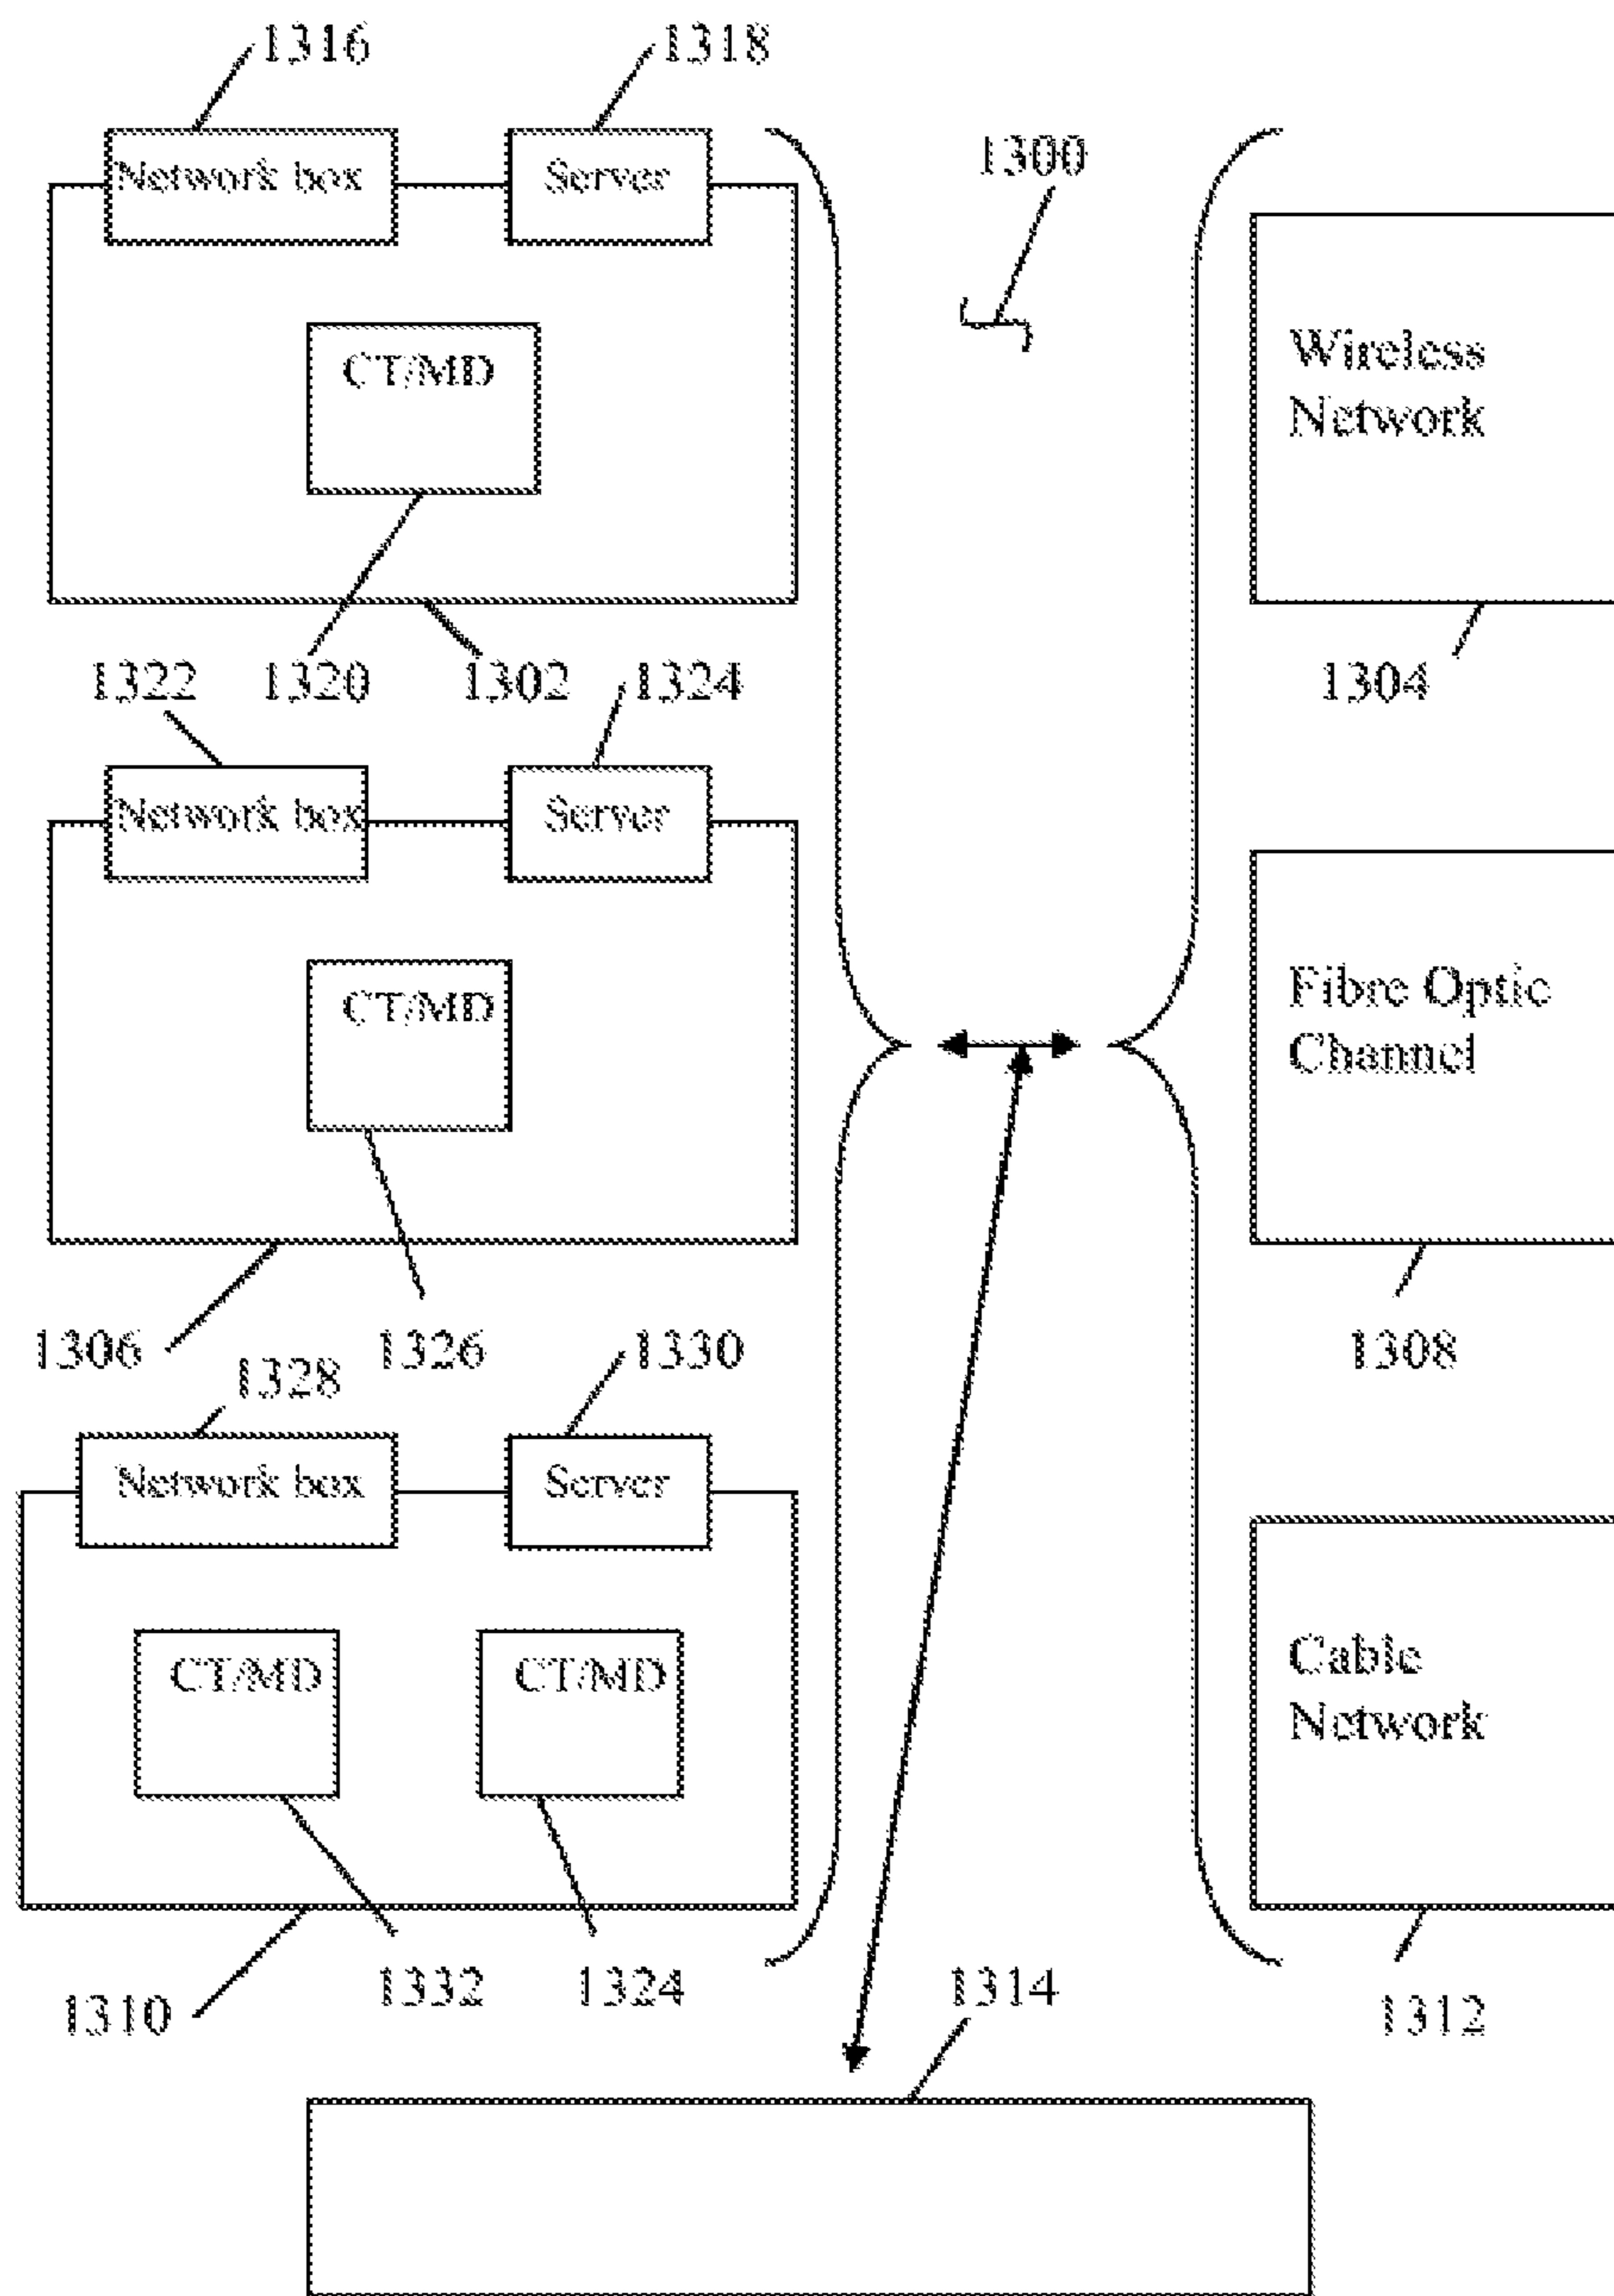 1316
1318
1300
Network box
Server
CT/MD
Wireless
Network
1322
1320
1302
1324
1304
Network box
Server
CT/MD
Fibre Optic
Channel
1306
1326
1328
1330
1308
Network box
Server
CT/MD
CT/MD
Cable
Network
1310
1332
1324
1314
1312